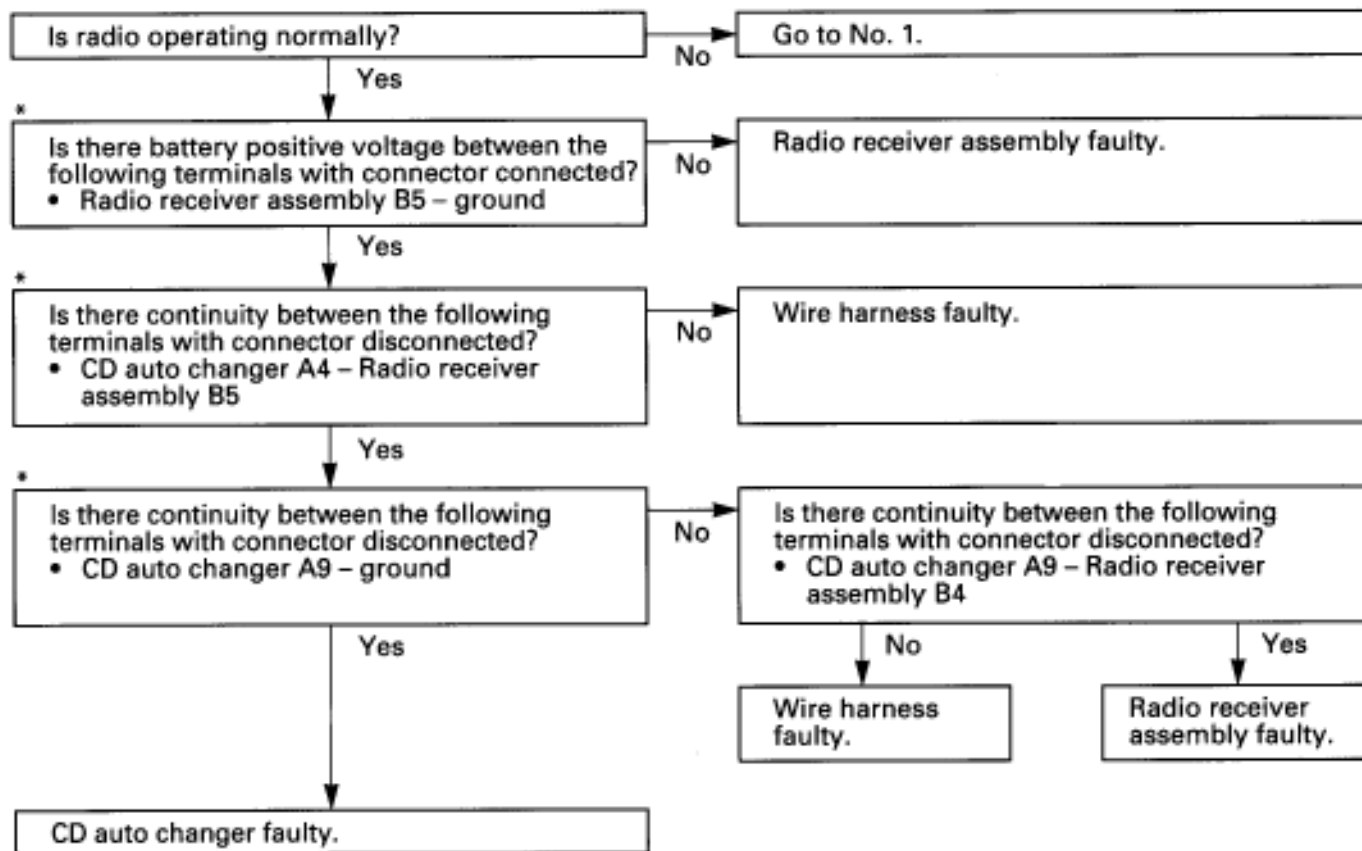 Is radio operating normally?
No
Go to No. 1.
Yes
*
Is there battery positive voltage between the
following terminals with connector connected?
• Radio receiver assembly B5 – ground
No
Radio receiver assembly faulty.
Yes
*
Is there continuity between the following
terminals with connector disconnected?
• CD auto changer A4 – Radio receiver
assembly B5
No
Wire harness faulty.
Yes
*
Is there continuity between the following
terminals with connector disconnected?
• CD auto changer A9 – ground
No
Is there continuity between the following
terminals with connector disconnected?
• CD auto changer A9 – Radio receiver
assembly B4
Yes
No
Yes
Wire harness
faulty.
Radio receiver
assembly faulty.
CD auto changer faulty.